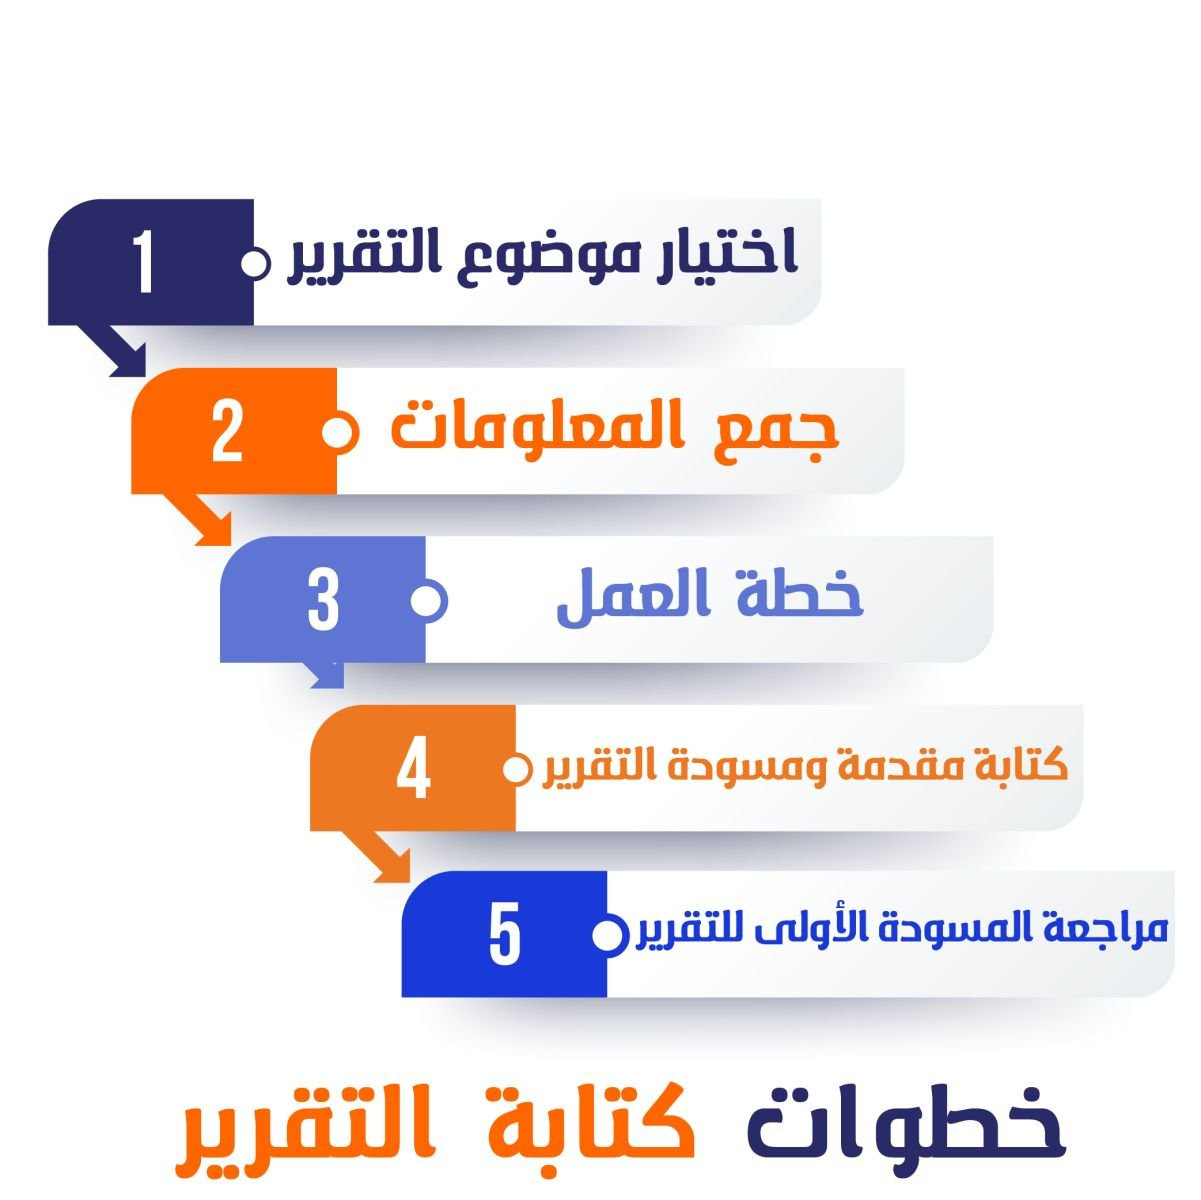 1
اختيار موضوع التقرير
2
جمع المعلومات
3
خطة العمل
4
كتابة مقدمة ومسودة التقرير
5
مراجعة المسودة الأولى للتقرير
خطوات كتابة التقرير